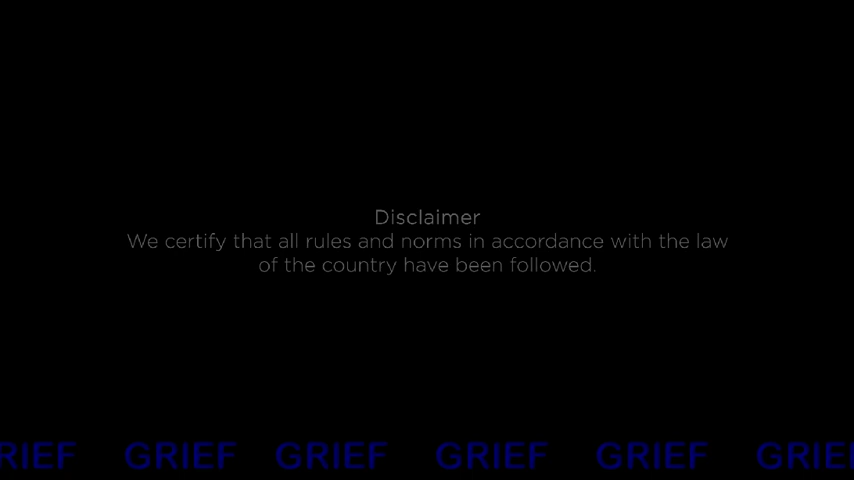 Disclaimer
We certify that all rules and norms in accordance with the law
of the country have been followed.
RIEF GRIEF GRIEF GRIEF GRIEF GRIE